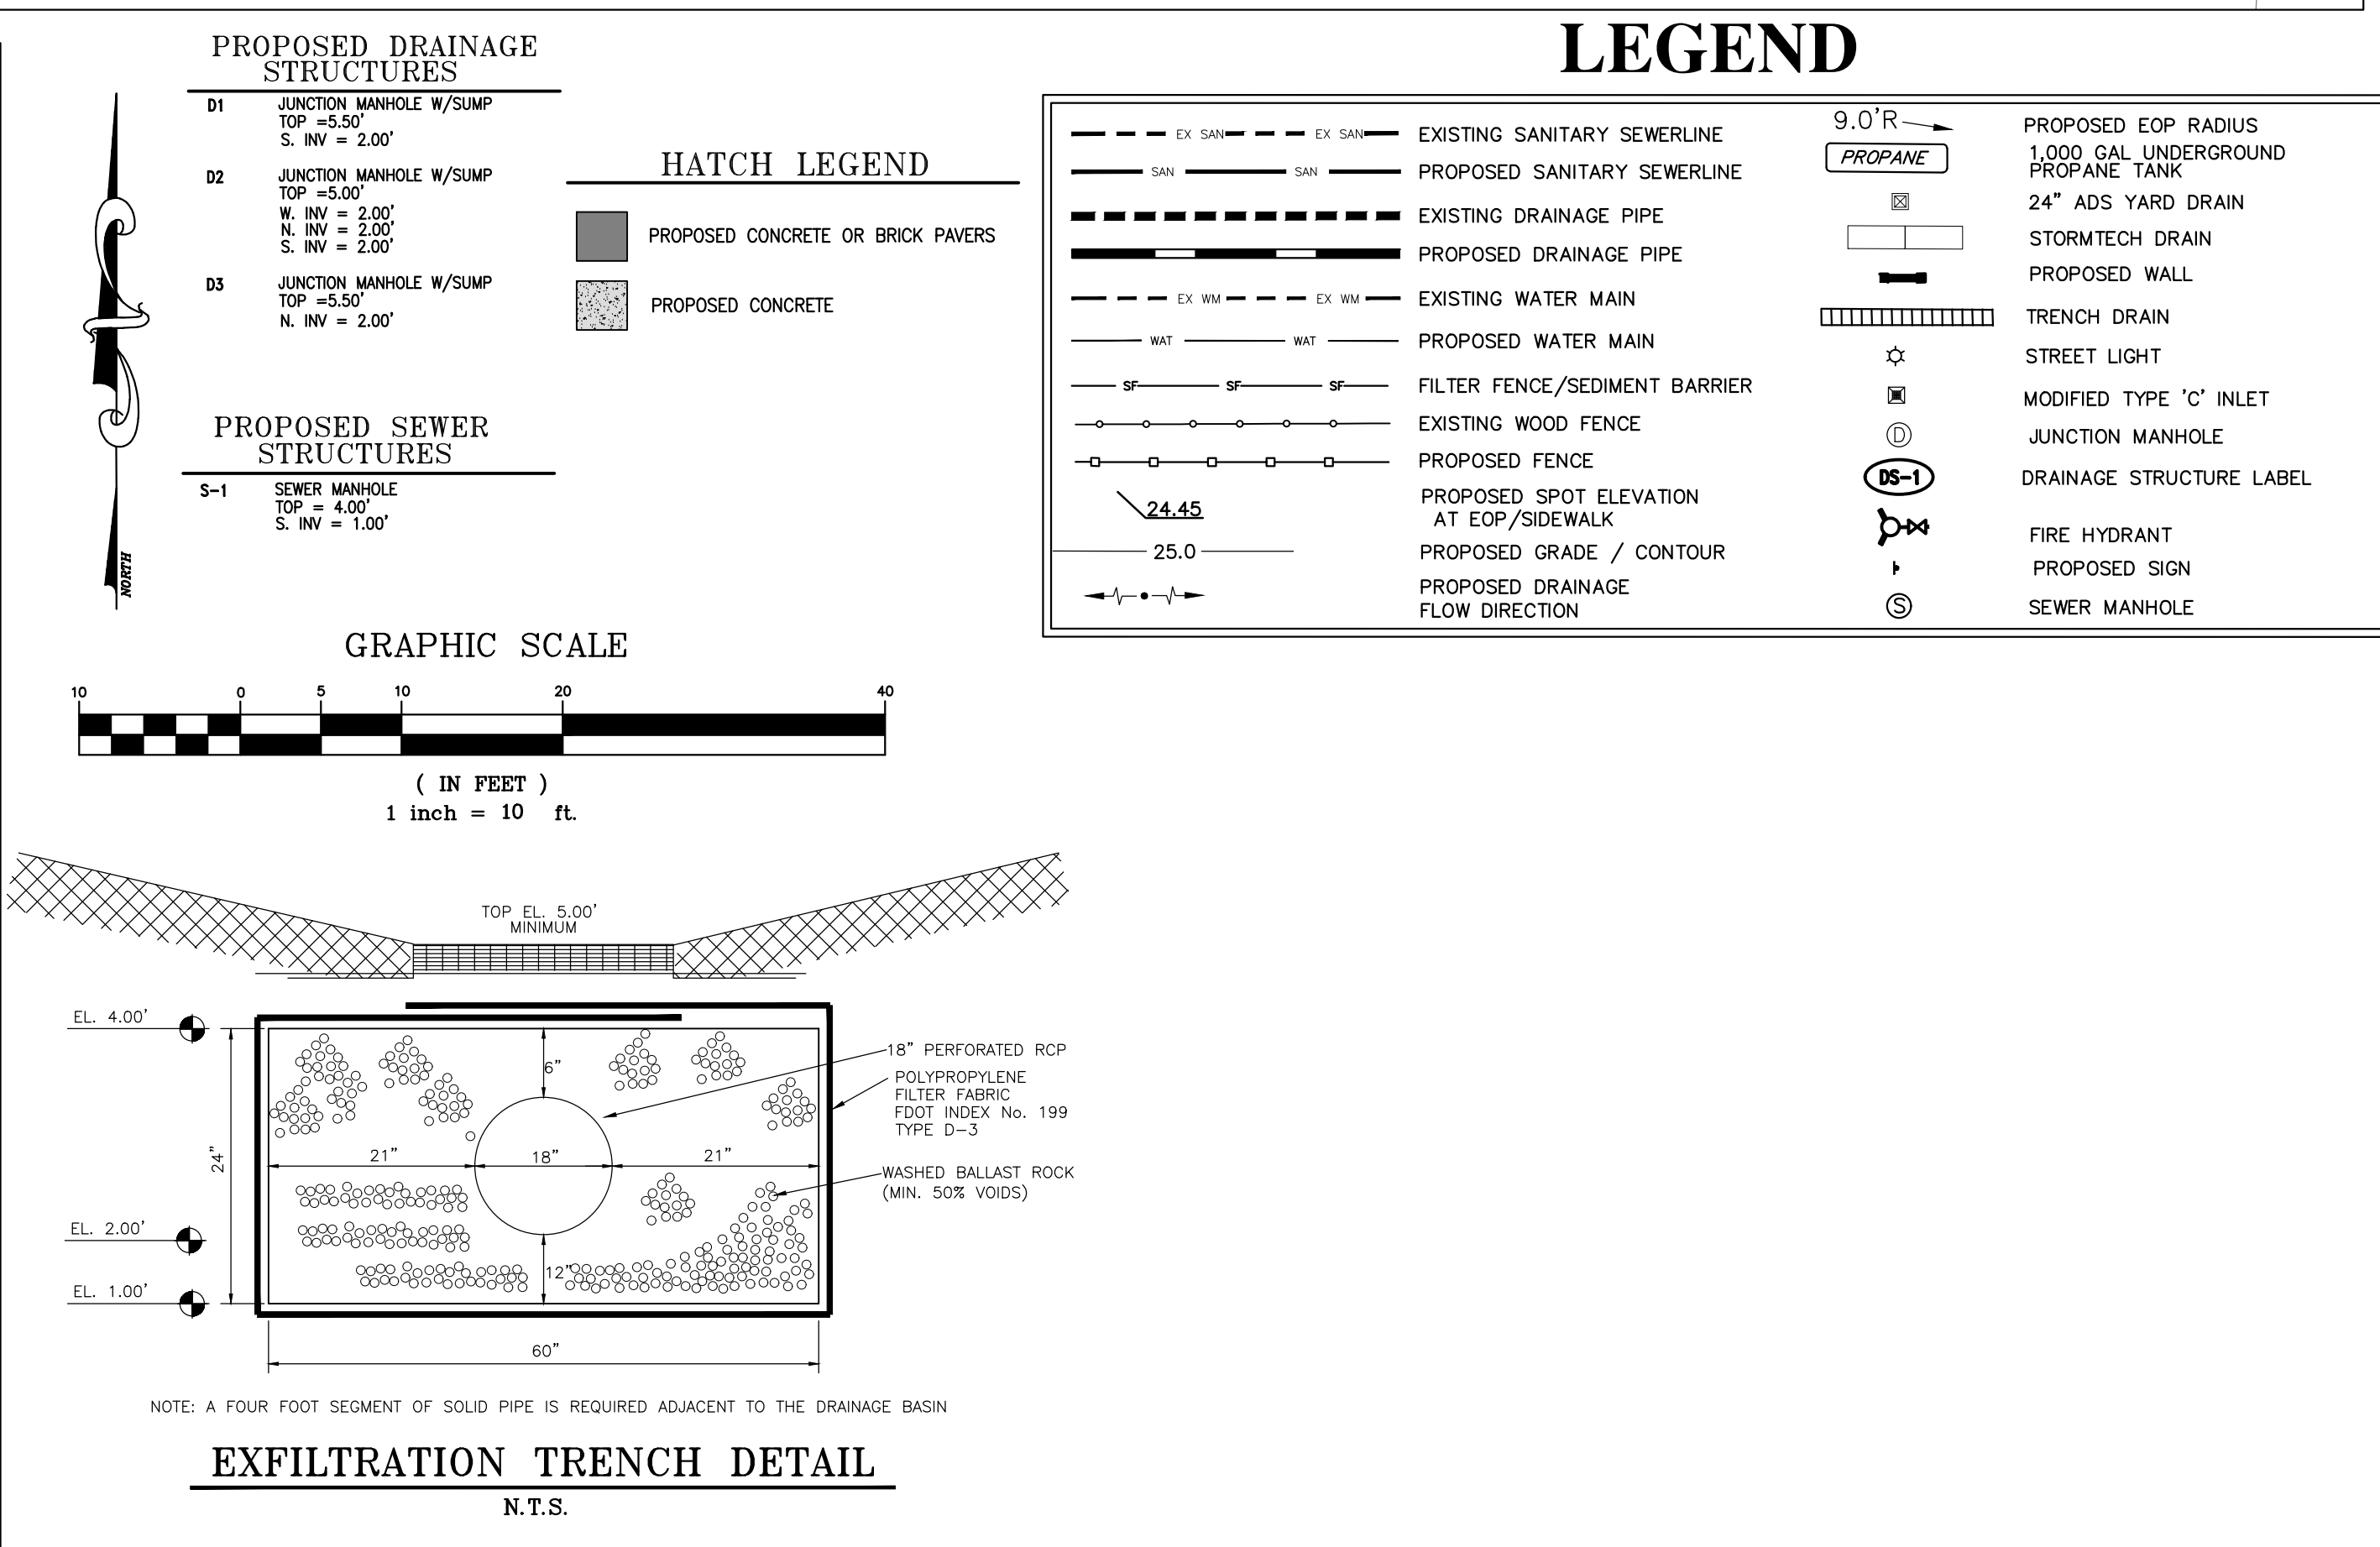 PROPOSED DRAINAGE
STRUCTURES
D1 JUNCTION MANHOLE W/SUMP
TOP =5.50'
S. INV = 2.00'
D2 JUNCTION MANHOLE W/SUMP
TOP =5.00'
W. INV = 2.00'
N. INV = 2.00'
S. INV = 2.00'
D3 JUNCTION MANHOLE W/SUMP
TOP =5.50'
N. INV = 2.00'
PROPOSED SEWER
STRUCTURES
S-1 SEWER MANHOLE
TOP = 4.00'
S. INV = 1.00'
NORTH
HATCH LEGEND
PROPOSED CONCRETE OR BRICK PAVERS
PROPOSED CONCRETE
LEGEND
EX SAN EX SAN EXISTING SANITARY SEWERLINE
SAN SAN PROPOSED SANITARY SEWERLINE
EXISTING DRAINAGE PIPE
PROPOSED DRAINAGE PIPE
EX WM EX WM EXISTING WATER MAIN
WAT WAT PROPOSED WATER MAIN
SF SF SF FILTER FENCE/SEDIMENT BARRIER
EXISTING WOOD FENCE
PROPOSED FENCE
24.45 PROPOSED SPOT ELEVATION
AT EOP/SIDEWALK
25.0 PROPOSED GRADE / CONTOUR
PROPOSED DRAINAGE
FLOW DIRECTION
9.0'R PROPOSED EOP RADIUS
PROPANE 1,000 GAL UNDERGROUND
PROPANE TANK
24" ADS YARD DRAIN
STORMTECH DRAIN
PROPOSED WALL
TRENCH DRAIN
STREET LIGHT
MODIFIED TYPE 'C' INLET
D JUNCTION MANHOLE
DS-1 DRAINAGE STRUCTURE LABEL
FIRE HYDRANT
PROPOSED SIGN
S SEWER MANHOLE
GRAPHIC SCALE
10 0 5 10 20 40
( IN FEET )
1 inch = 10 ft.
TOP EL. 5.00'
MINIMUM
EL. 4.00'
EL. 2.00'
EL. 1.00'
24"
6"
21" 18" 21"
12"
60"
18" PERFORATED RCP
POLYPROPYLENE
FILTER FABRIC
FDOT INDEX No. 199
TYPE D-3
WASHED BALLAST ROCK
(MIN. 50% VOIDS)
NOTE: A FOUR FOOT SEGMENT OF SOLID PIPE IS REQUIRED ADJACENT TO THE DRAINAGE BASIN
EXFILTRATION TRENCH DETAIL
N.T.S.